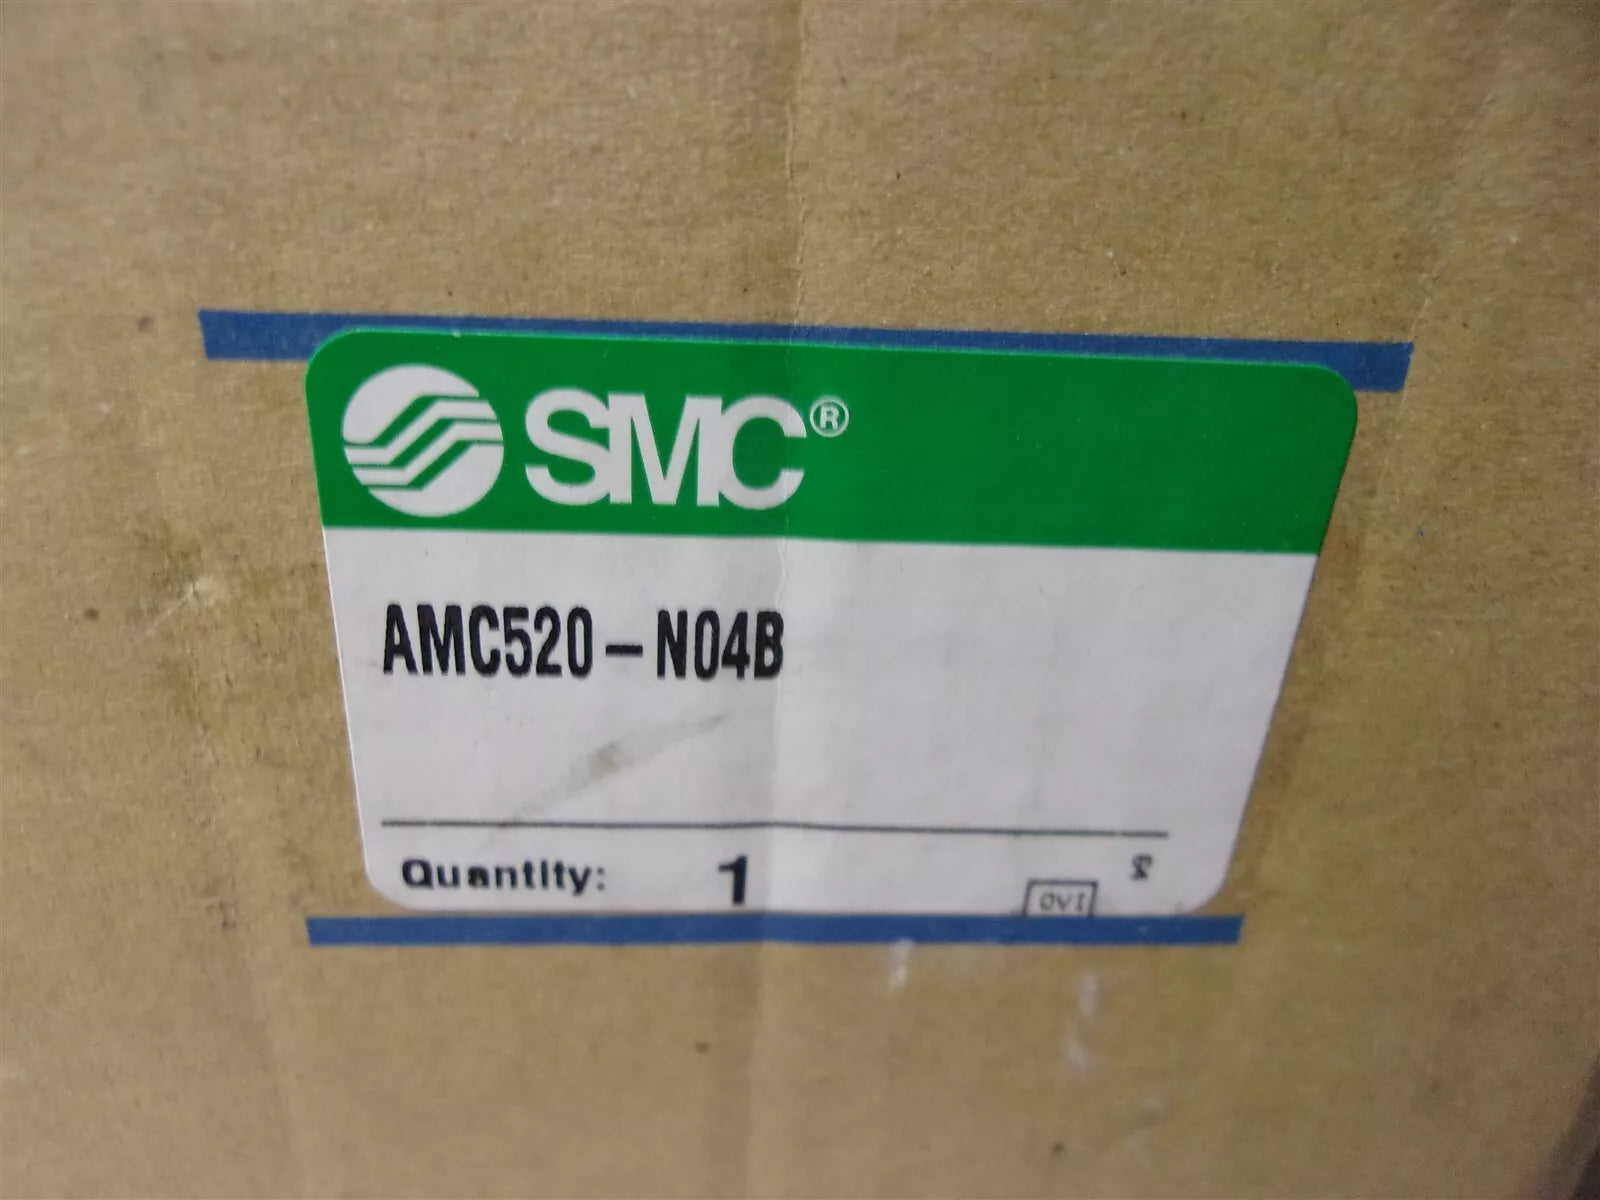 SMC®
AMC520-N04B
Quantity: 1